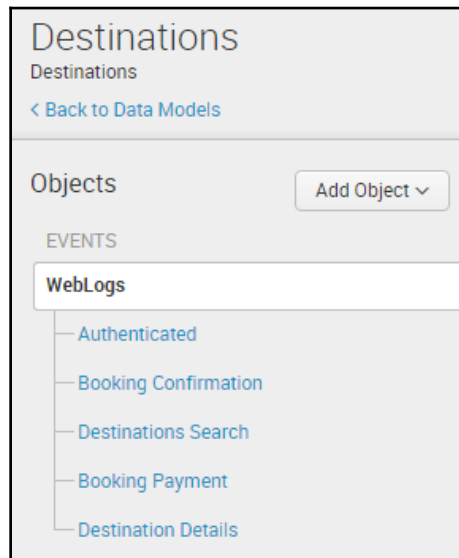 Destinations
Destinations
< Back to Data Models
Objects
Add Object
EVENTS
WebLogs
Authenticated
Booking Confirmation
Destinations Search
Booking Payment
Destination Details